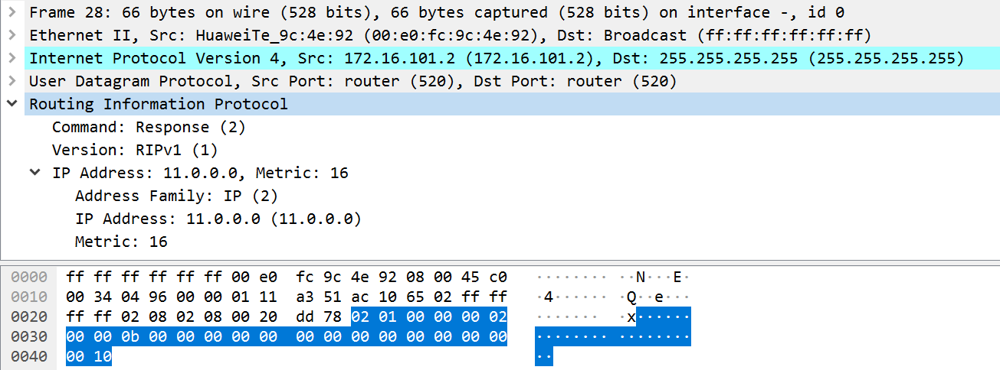 Frame 28: 66 bytes on wire (528 bits), 66 bytes captured (528 bits) on interface -, id 0
Ethernet II, Src: HuaweiTe_9c:4e:92 (00:e0:fc:9c:4e:92), Dst: Broadcast (ff:ff:ff:ff:ff:ff)
Internet Protocol Version 4, Src: 172.16.101.2 (172.16.101.2), Dst: 255.255.255.255 (255.255.255.255)
User Datagram Protocol, Src Port: router (520), Dst Port: router (520)
Routing Information Protocol
Command: Response (2)
Version: RIPv1 (1)
IP Address: 11.0.0.0, Metric: 16
Address Family: IP (2)
IP Address: 11.0.0.0 (11.0.0.0)
Metric: 16
0000 ff ff ff ff ff ff 00 e0 fc 9c 4e 92 08 00 45 c0 ········ ··N···E·
0010 00 34 04 96 00 00 01 11 a3 51 ac 10 65 02 ff ff ·4······ ·Q··e···
0020 ff ff 02 08 02 08 00 20 dd 78 02 01 00 00 00 02 ······· ·x······
0030 00 00 0b 00 00 00 00 00 00 00 00 00 00 00 00 00 ········ ········
0040 00 10 ··